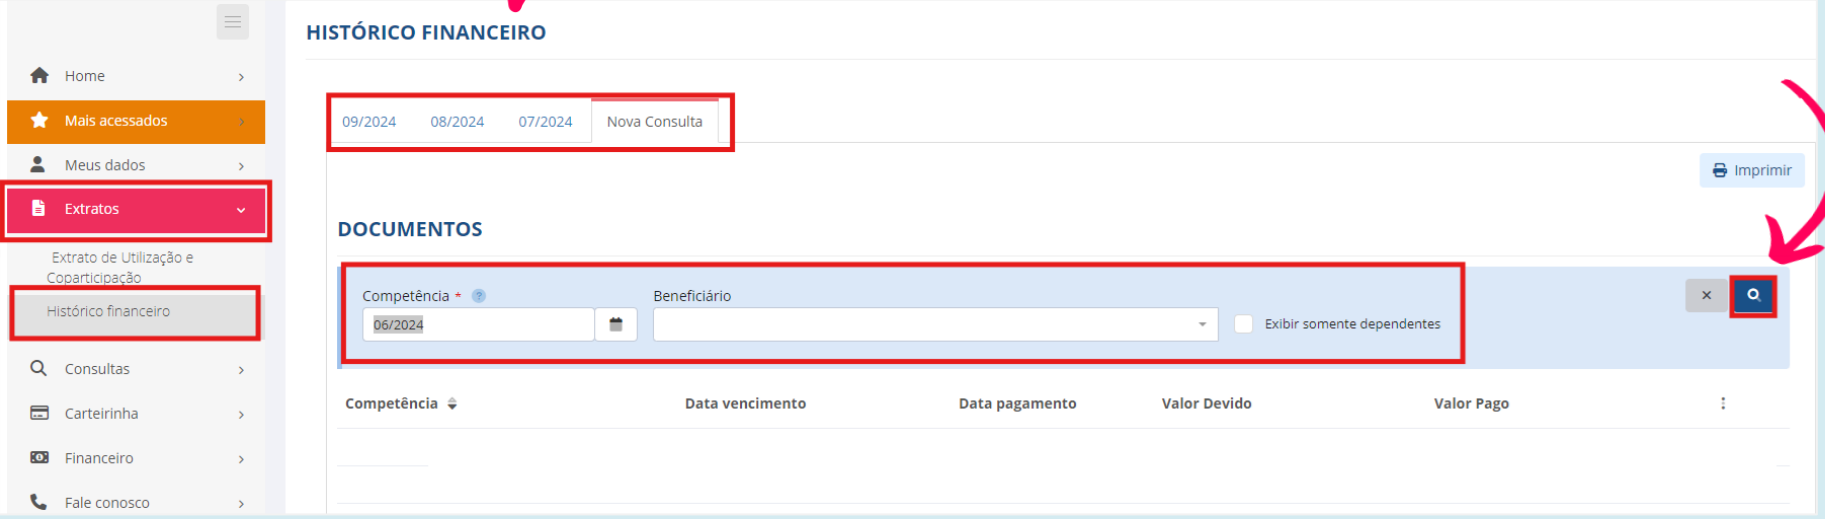 HISTÓRICO FINANCEIRO
Home
Mais acessados
Meus dados
Extratos
Extrato de Utilização e
Coparticipação
Histórico financeiro
Consultas
Carteirinha
Financeiro
Fale conosco
09/2024 08/2024 07/2024 Nova Consulta
Imprimir
DOCUMENTOS
Competência * ? Beneficiário
06/2024 Exibir somente dependentes
Competência Data vencimento Data pagamento Valor Devido Valor Pago